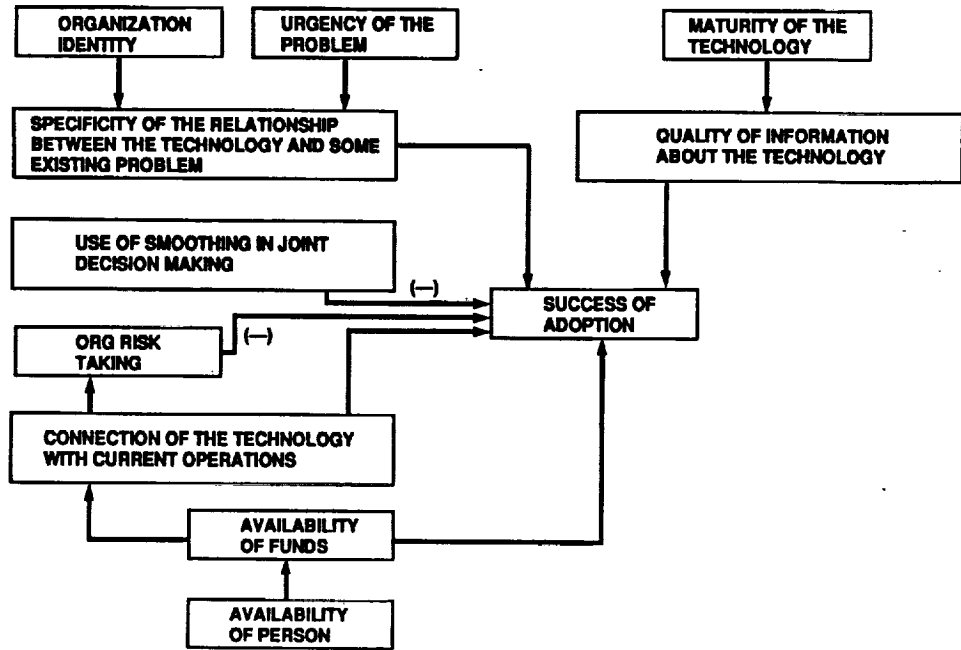 ORGANIZATION
IDENTITY
URGENCY OF THE
PROBLEM
MATURITY OF THE
TECHNOLOGY
SPECIFICITY OF THE RELATIONSHIP
BETWEEN THE TECHNOLOGY AND SOME
EXISTING PROBLEM
QUALITY OF INFORMATION
ABOUT THE TECHNOLOGY
USE OF SMOOTHING IN JOINT
DECISION MAKING
(—)
SUCCESS OF
ADOPTION
ORG RISK
TAKING
(—)
CONNECTION OF THE TECHNOLOGY
WITH CURRENT OPERATIONS
AVAILABILITY
OF FUNDS
AVAILABILITY
OF PERSON